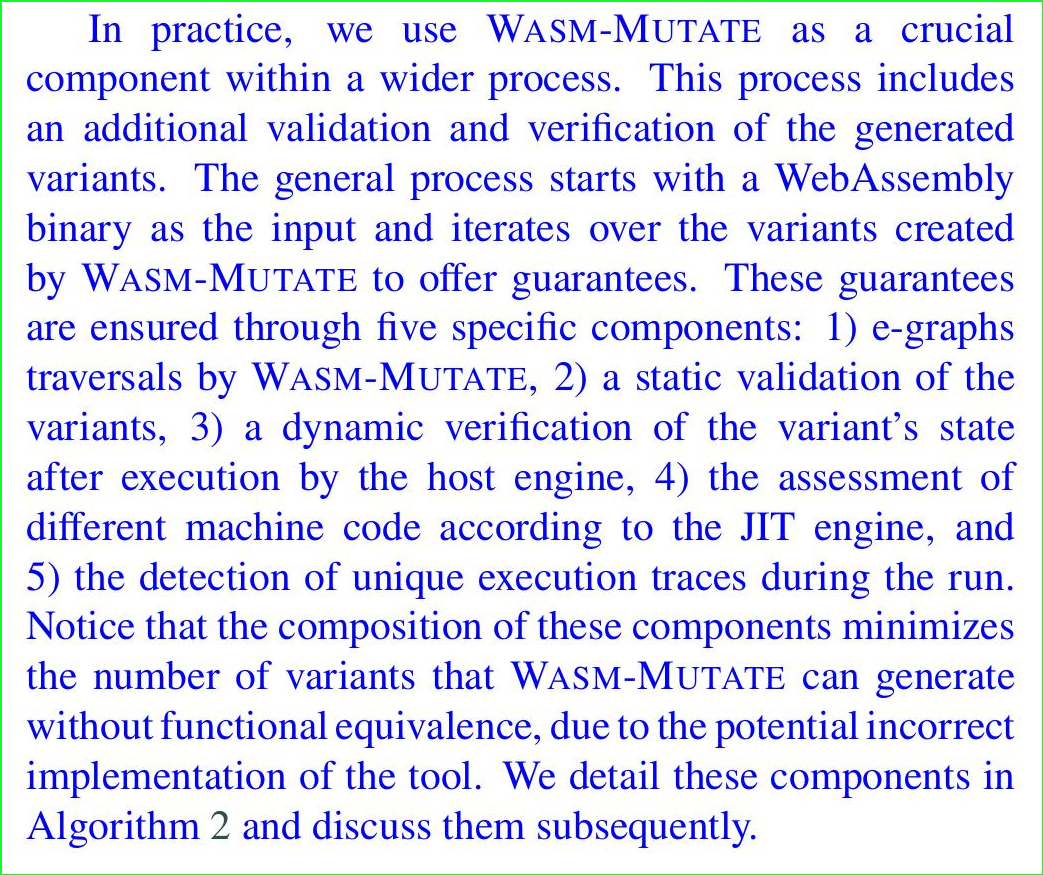 In practice, we use WASM-MUTATE as a crucial
component within a wider process. This process includes
an additional validation and verification of the generated
variants. The general process starts with a WebAssembly
binary as the input and iterates over the variants created
by WASM-MUTATE to offer guarantees. These guarantees
are ensured through five specific components: 1) e-graphs
traversals by WASM-MUTATE, 2) a static validation of the
variants, 3) a dynamic verification of the variant's state
after execution by the host engine, 4) the assessment of
different machine code according to the JIT engine, and
5) the detection of unique execution traces during the run.
Notice that the composition of these components minimizes
the number of variants that WASM-MUTATE can generate
without functional equivalence, due to the potential incorrect
implementation of the tool. We detail these components in
Algorithm 2 and discuss them subsequently.